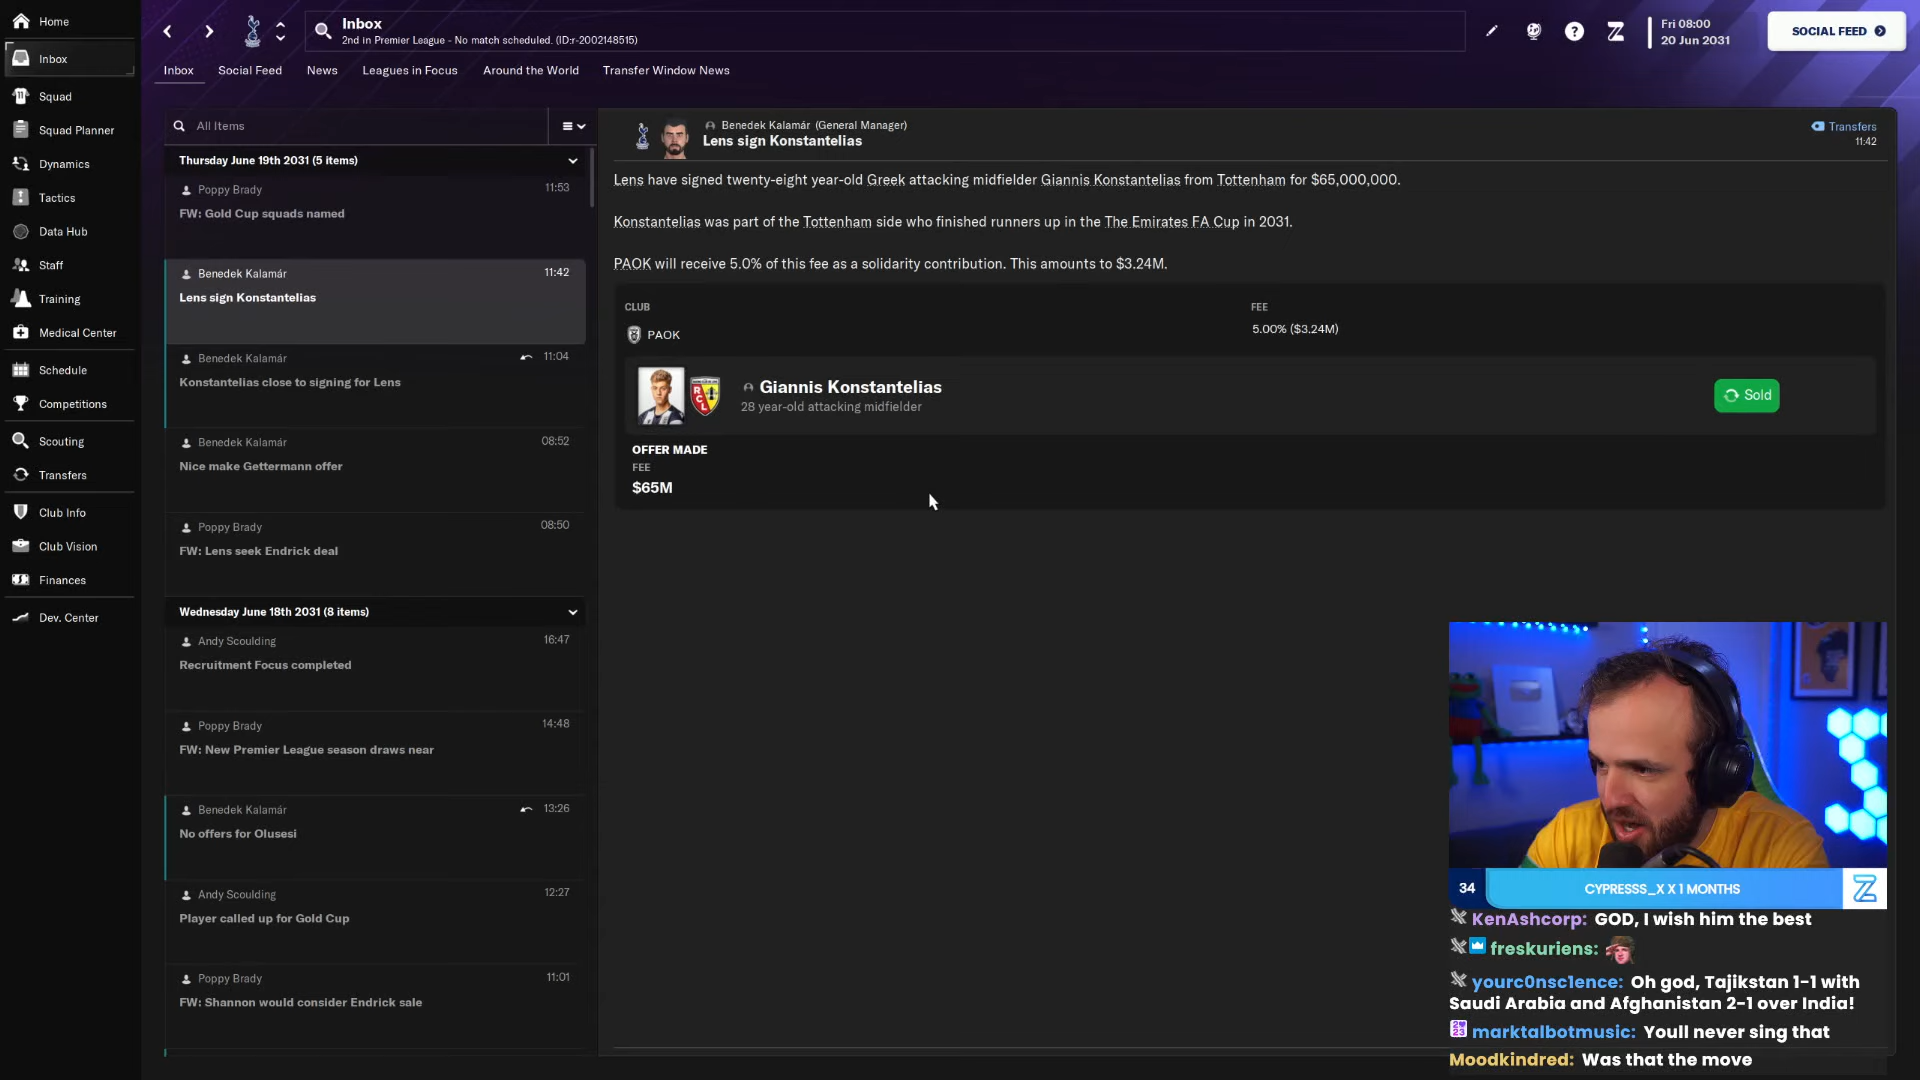 Home
Inbox
Squad
Squad Planner
Dynamics
Tactics
Data Hub
Staff
Training
Medical Center
Schedule
Competitions
Scouting
Transfers
Club Info
Club Vision
Finances
Dev. Center
Inbox
2nd in Premier League - No match scheduled. (ID:r-2002148515)
Fri 08:00
20 Jun 2031
SOCIAL FEED
Inbox Social Feed News Leagues in Focus Around the World Transfer Window News
All Items
Thursday June 19th 2031 (5 items)
Poppy Brady 11:53
FW: Gold Cup squads named
Benedek Kalamár 11:42
Lens sign Konstantelias
Benedek Kalamár 11:04
Konstantelias close to signing for Lens
Benedek Kalamár 08:52
Nice make Gettermann offer
Poppy Brady 08:50
FW: Lens seek Endrick deal
Wednesday June 18th 2031 (8 items)
Andy Scoulding 16:47
Recruitment Focus completed
Poppy Brady 14:48
FW: New Premier League season draws near
Benedek Kalamár 13:26
No offers for Olusesi
Andy Scoulding 12:27
Player called up for Gold Cup
Poppy Brady 11:01
FW: Shannon would consider Endrick sale
Benedek Kalamár (General Manager)
Lens sign Konstantelias
Transfers
11:42
Lens have signed twenty-eight year-old Greek attacking midfielder Giannis Konstantelias from Tottenham for $65,000,000.
Konstantelias was part of the Tottenham side who finished runners up in the The Emirates FA Cup in 2031.
PAOK will receive 5.0% of this fee as a solidarity contribution. This amounts to $3.24M.
CLUB FEE
PAOK 5.00% ($3.24M)
Giannis Konstantelias
28 year-old attacking midfielder
Sold
OFFER MADE
FEE
$65M
34 CYPRESSS_X X 1 MONTHS
KenAshcorp: GOD, I wish him the best
freskuriens:
yourc0nsc1ence: Oh god, Tajikstan 1-1 with
Saudi Arabia and Afghanistan 2-1 over India!
marktalbotmusic: Youll never sing that
Moodkindred: Was that the move